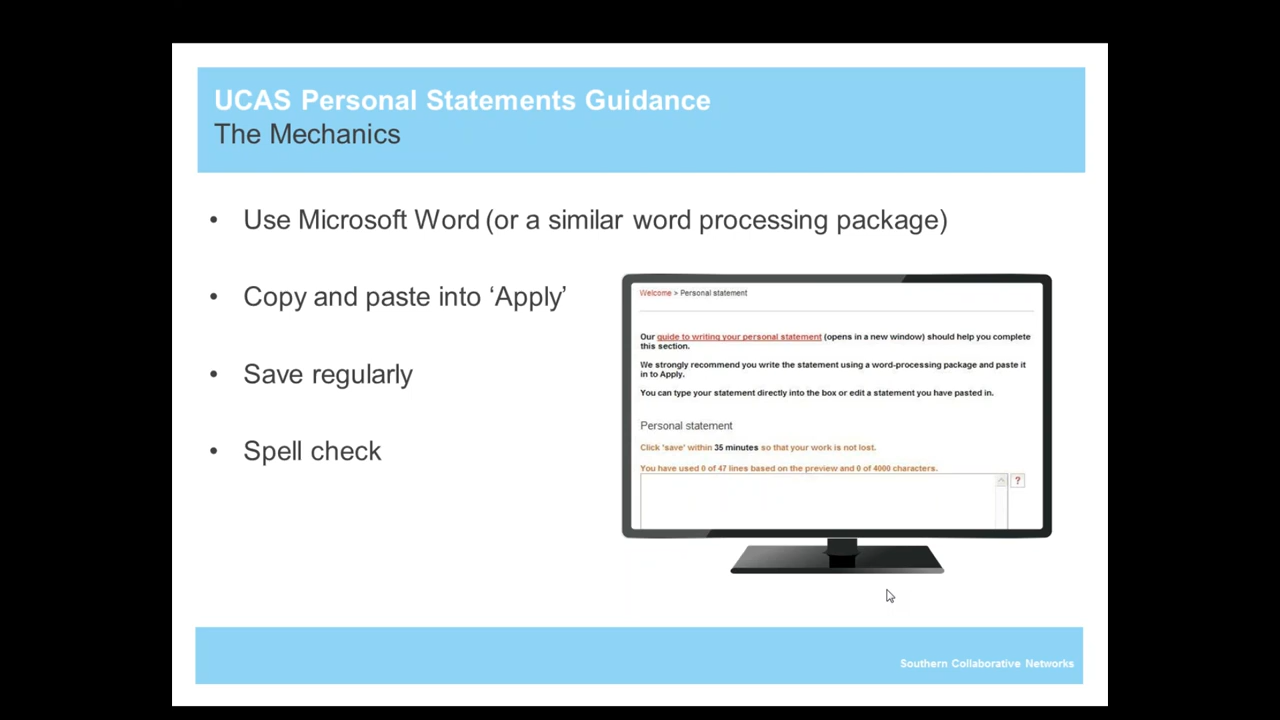 UCAS Personal Statements Guidance
The Mechanics
• Use Microsoft Word (or a similar word processing package)
• Copy and paste into ‘Apply’
• Save regularly
• Spell check
Welcome > Personal statement
Our guide to writing your personal statement (opens in a new window) should help you complete
this section.
We strongly recommend you write the statement using a word-processing package and paste it
in to Apply.
You can type your statement directly into the box or edit a statement you have pasted in.
Personal statement
Click 'save' within 35 minutes so that your work is not lost.
You have used 0 of 47 lines based on the preview and 0 of 4000 characters.
?
Southern Collaborative Networks